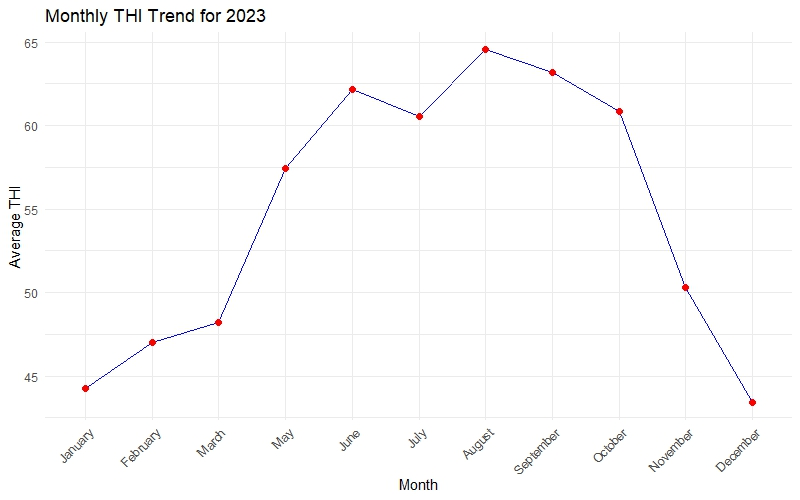 Monthly THI Trend for 2023
Average THI
65
60
55
50
45
January
February
March
May
June
July
August
September
October
November
December
Month